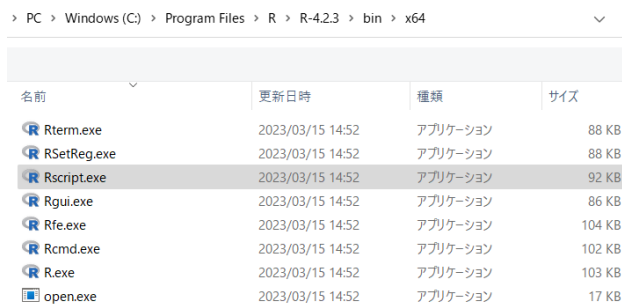 > PC > Windows (C:) > Program Files > R > R-4.2.3 > bin > x64
名前 更新日時 種類 サイズ
Rterm.exe 2023/03/15 14:52 アプリケーション 88 KB
RSetReg.exe 2023/03/15 14:52 アプリケーション 88 KB
Rscript.exe 2023/03/15 14:52 アプリケーション 92 KB
Rgui.exe 2023/03/15 14:52 アプリケーション 86 KB
Rfe.exe 2023/03/15 14:52 アプリケーション 104 KB
Rcmd.exe 2023/03/15 14:52 アプリケーション 102 KB
R.exe 2023/03/15 14:52 アプリケーション 103 KB
open.exe 2023/03/15 14:52 アプリケーション 17 KB